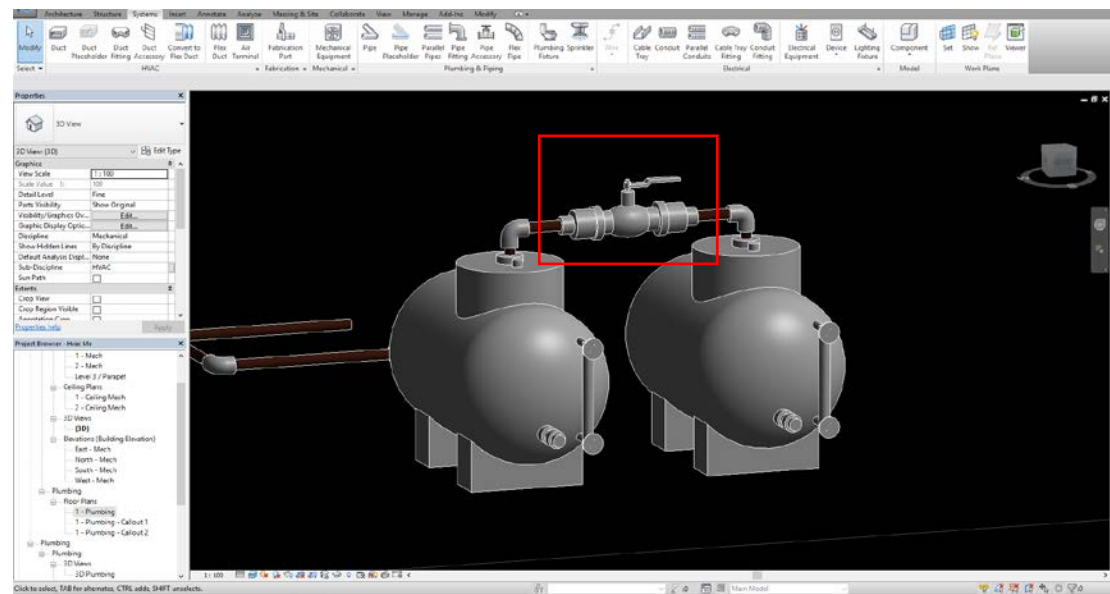 Architecture Structure Systems Insert Annotate Analyze Massing & Site Collaborate View Manage Add-Ins Modify
Modify Duct Duct Placeholder Duct Fitting Duct Accessory Convert to Flex Duct Flex Duct Air Terminal Fabrication Part Mechanical Equipment Pipe Pipe Placeholder Parallel Pipes Pipe Fitting Pipe Accessory Flex Pipe Plumbing Fixture Sprinkler Wire Cable Tray Conduit Parallel Conduits Cable Tray Fitting Conduit Fitting Electrical Equipment Device Lighting Fixture Component Set Show Ref Plane Viewer
Select HVAC Fabrication Mechanical Plumbing & Piping Electrical Model Work Plane
Properties
3D View
3D View: {3D} Edit Type
Graphics
View Scale 1 : 100
Scale Value 1: 100
Detail Level Fine
Parts Visibility Show Original
Visibility/Graphics Ov... Edit...
Graphic Display Optio... Edit...
Discipline Mechanical
Show Hidden Lines By Discipline
Default Analysis Displ... None
Sub-Discipline HVAC
Sun Path
Extents
Crop View
Crop Region Visible
Annotation Crop
Properties help Apply
1 - Mech
2 - Mech
Level 3 / Parapet
Ceiling Plans
1 - Ceiling Mech
2 - Ceiling Mech
3D Views
{3D}
Elevations (Building Elevation)
East - Mech
North - Mech
South - Mech
West - Mech
Plumbing
Floor Plans
1 - Plumbing
1 - Plumbing - Callout 1
1 - Plumbing - Callout 2
Plumbing
Plumbing
3D Views
3D Plumbing
1 : 100
Click to select, TAB for alternates, CTRL adds, SHIFT unselects. Main Model